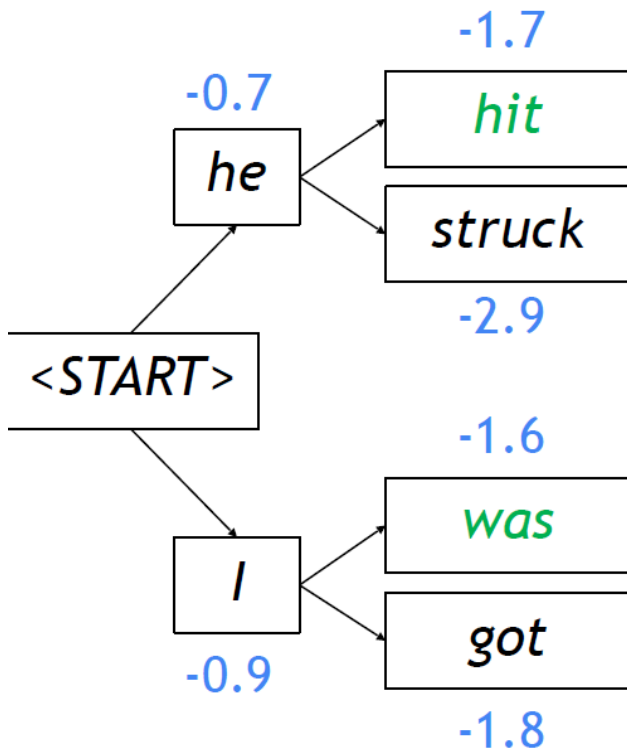 -1.7
-0.7
hit
he
struck
-2.9
<START>
-1.6
was
I
got
-0.9
-1.8